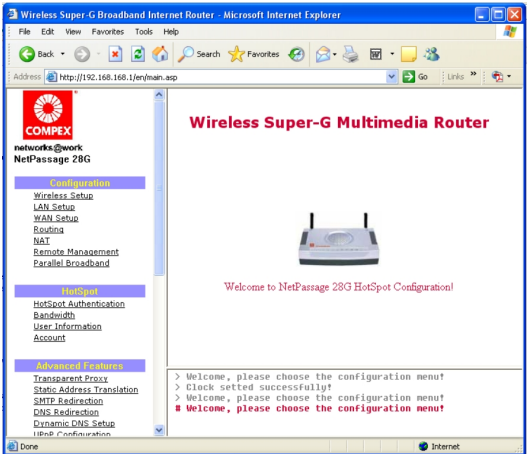 Wireless Super-G Broadband Internet Router - Microsoft Internet Explorer
File Edit View Favorites Tools Help
Back Search Favorites
Address http://192.168.168.1/en/main.asp Go Links »
COMPEX
networks@work
NetPassage 28G
Configuration
Wireless Setup
LAN Setup
WAN Setup
Routing
NAT
Remote Management
Parallel Broadband
HotSpot
HotSpot Authentication
Bandwidth
User Information
Account
Advanced Features
Transparent Proxy
Static Address Translation
SMTP Redirection
DNS Redirection
Dynamic DNS Setup
UPnP Configuration
Wireless Super-G Multimedia Router
Welcome to NetPassage 28G HotSpot Configuration!
> Welcome, please choose the configuration menu!
> Clock setted successfully!
> Welcome, please choose the configuration menu!
# Welcome, please choose the configuration menu!
Done Internet